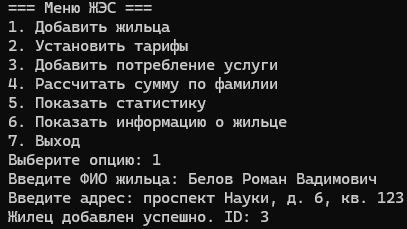 === Меню ЖЭС ===
1. Добавить жильца
2. Установить тарифы
3. Добавить потребление услуги
4. Рассчитать сумму по фамилии
5. Показать статистику
6. Показать информацию о жильце
7. Выход
Выберите опцию: 1
Введите ФИО жильца: Белов Роман Вадимович
Введите адрес: проспект Науки, д. 6, кв. 123
Жилец добавлен успешно. ID: 3